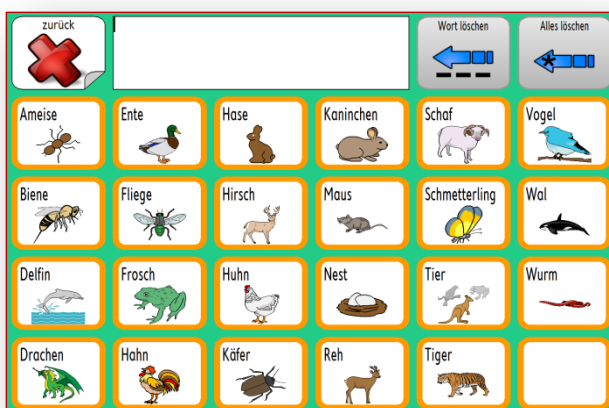 zurück
Wort löschen
Alles löschen
Ameise
Ente
Hase
Kaninchen
Schaf
Vogel
Biene
Fliege
Hirsch
Maus
Schmetterling
Wal
Delfin
Frosch
Huhn
Nest
Tier
Wurm
Drachen
Hahn
Käfer
Reh
Tiger